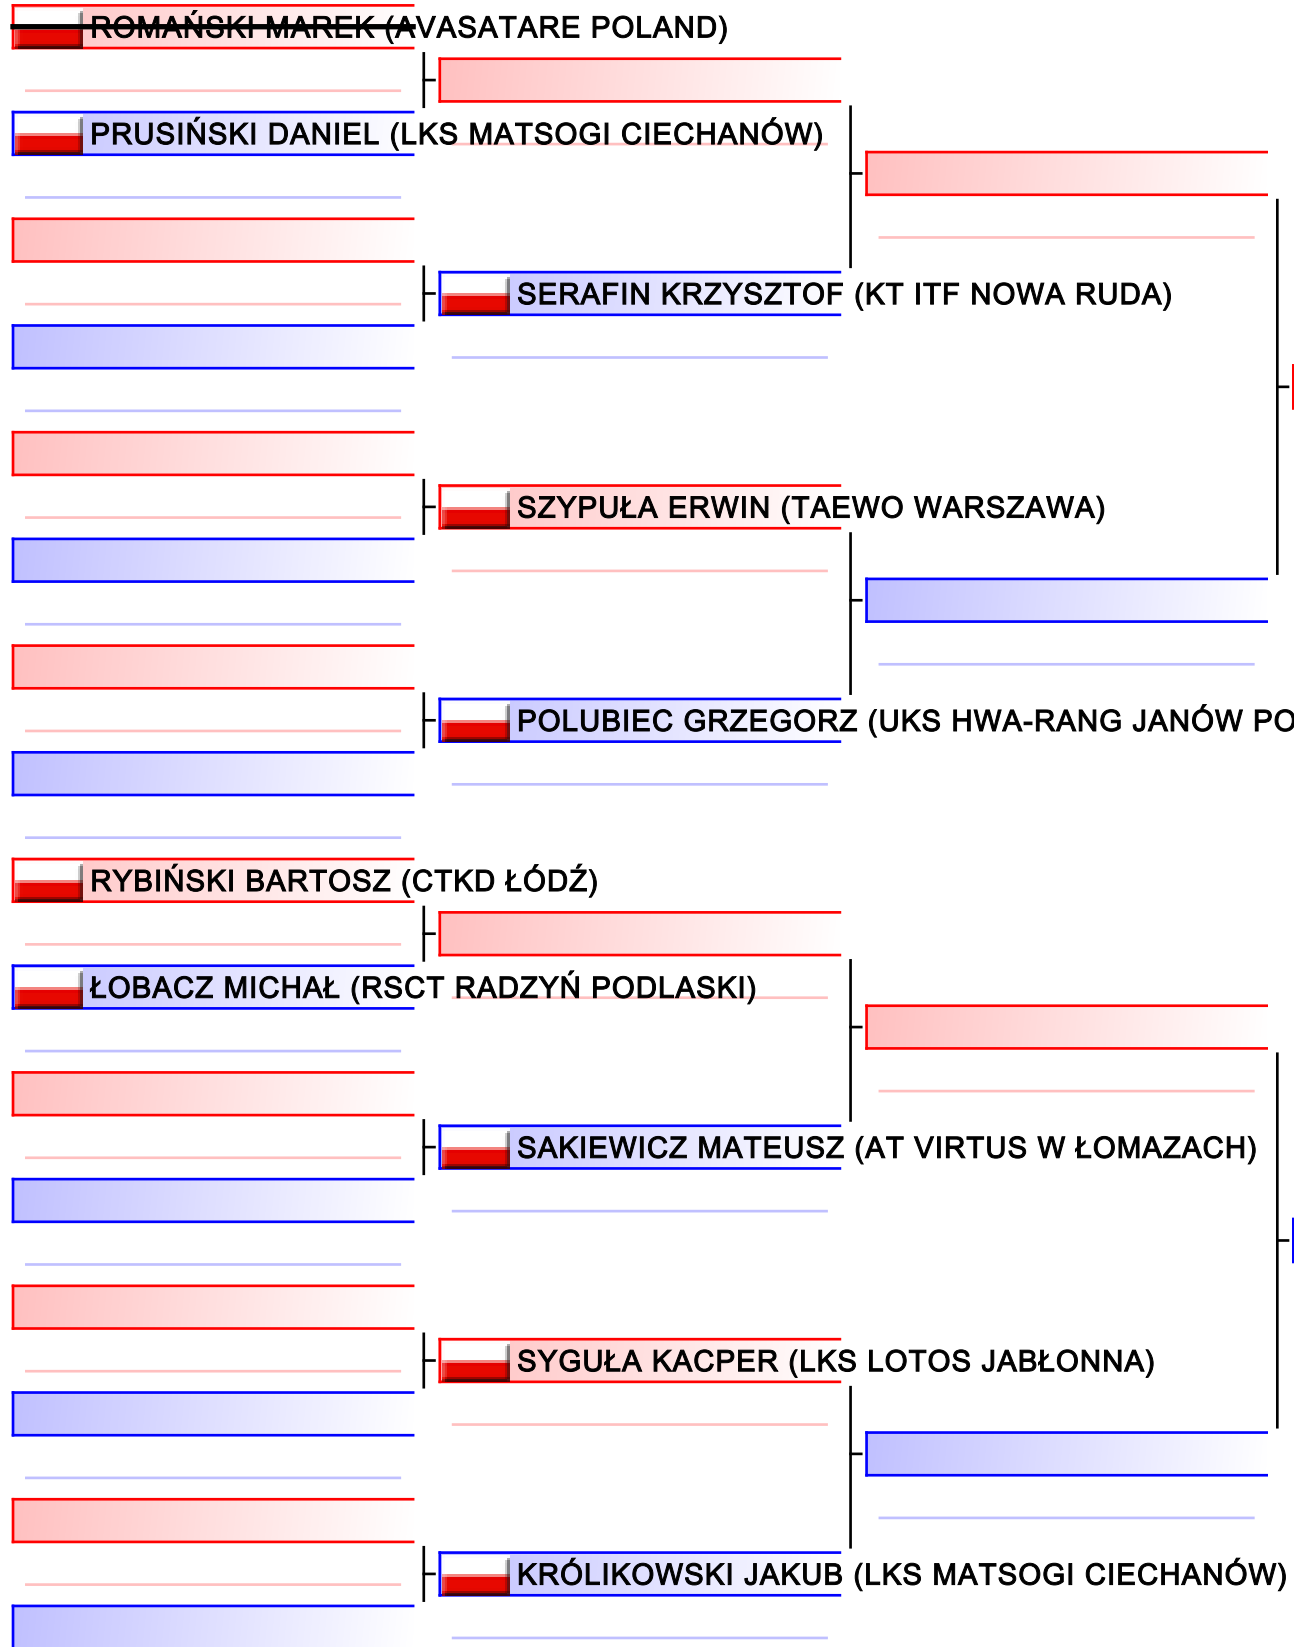 ROMAŃSKI MAREK (AVASATARE POLAND)
PRUSIŃSKI DANIEL (LKS MATSOGI CIECHANÓW)
SERAFIN KRZYSZTOF (KT ITF NOWA RUDA)
SZYPUŁA ERWIN (TAEWO WARSZAWA)
POLUBIEC GRZEGORZ (UKS HWA-RANG JANÓW PO
RYBIŃSKI BARTOSZ (CTKD ŁÓDŹ)
ŁOBACZ MICHAŁ (RSCT RADZYŃ PODLASKI)
SAKIEWICZ MATEUSZ (AT VIRTUS W ŁOMAZACH)
SYGUŁA KACPER (LKS LOTOS JABŁONNA)
KRÓLIKOWSKI JAKUB (LKS MATSOGI CIECHANÓW)